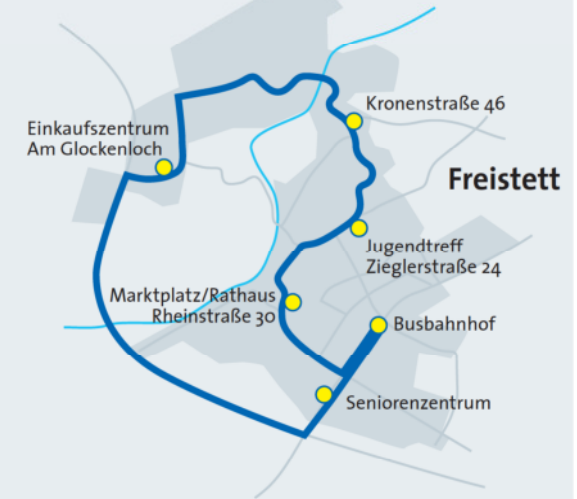 Kronenstraße 46
Einkaufszentrum
Am Glockenloch
Freistett
Jugendtreff
Zieglerstraße 24
Marktplatz/Rathaus
Rheinstraße 30
Busbahnhof
Seniorenzentrum